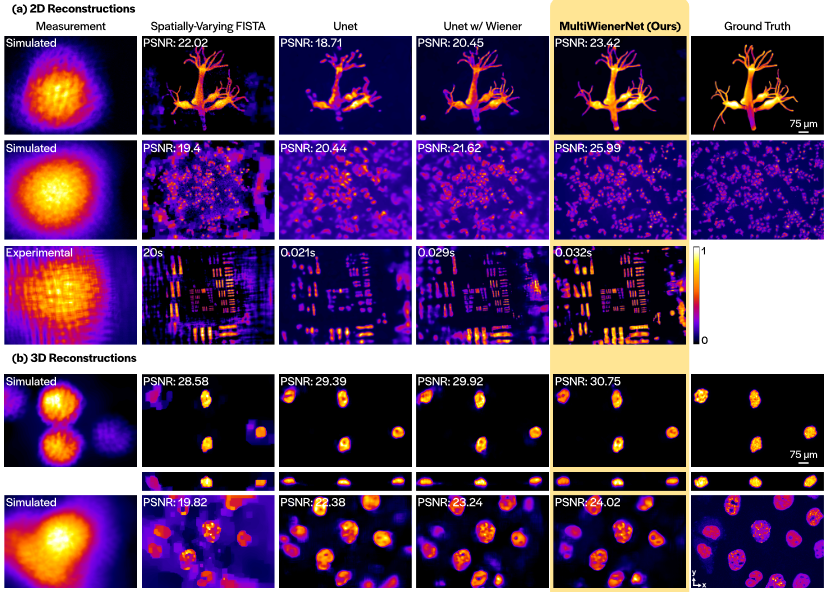 (a) 2D Reconstructions
Measurement Spatially-Varying FISTA Unet Unet w/ Wiener MultiWienerNet (Ours) Ground Truth
Simulated PSNR: 22.02 PSNR: 18.71 PSNR: 20.45 PSNR: 23.42
75 µm
Simulated PSNR: 19.4 PSNR: 20.44 PSNR: 21.62 PSNR: 25.99
Experimental 20s 0.021s 0.029s 0.032s
1
0
(b) 3D Reconstructions
Simulated PSNR: 28.58 PSNR: 29.39 PSNR: 29.92 PSNR: 30.75
75 µm
Simulated PSNR: 19.82 PSNR: 22.38 PSNR: 23.24 PSNR: 24.02
y
x